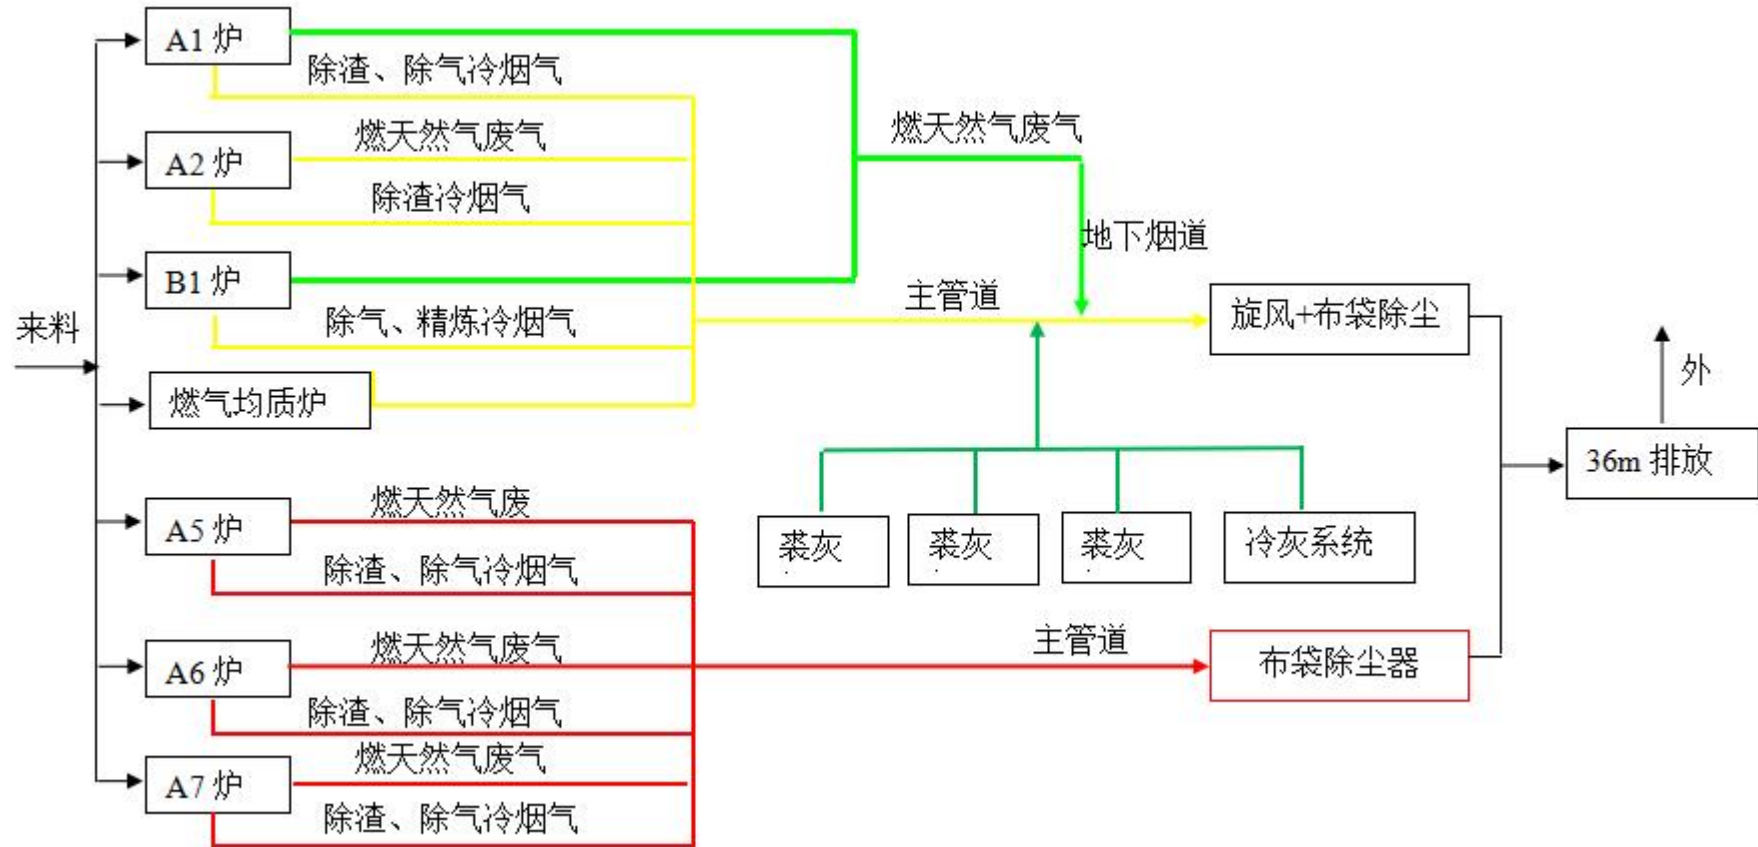 A1 炉
除渣、除气冷烟气
燃天然气废气
A2 炉
除渣冷烟气
B1 炉
除气、精炼冷烟气
来料
燃气均质炉
燃天然气废气
地下烟道
主管道
旋风+布袋除尘
外
36m 排放
裘灰
裘灰
裘灰
冷灰系统
燃天然气废
A5 炉
除渣、除气冷烟气
燃天然气废气
A6 炉
除渣、除气冷烟气
主管道
布袋除尘器
燃天然气废气
A7 炉
除渣、除气冷烟气